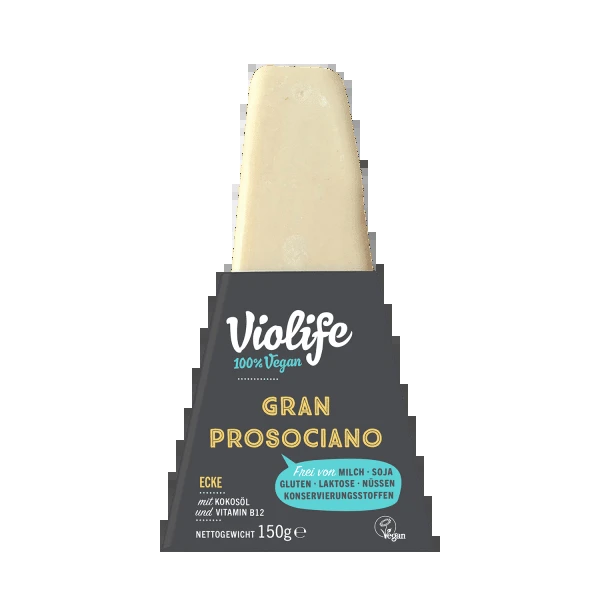 Violife
100% Vegan
GRAN
PROSOCIANO
Frei von MILCH · SOJA
GLUTEN · LAKTOSE · NÜSSEN
KONSERVIERUNGSSTOFFEN
ECKE
mit KOKOSÖL
und VITAMIN B12
NETTOGEWICHT 150g ℮
Vegan